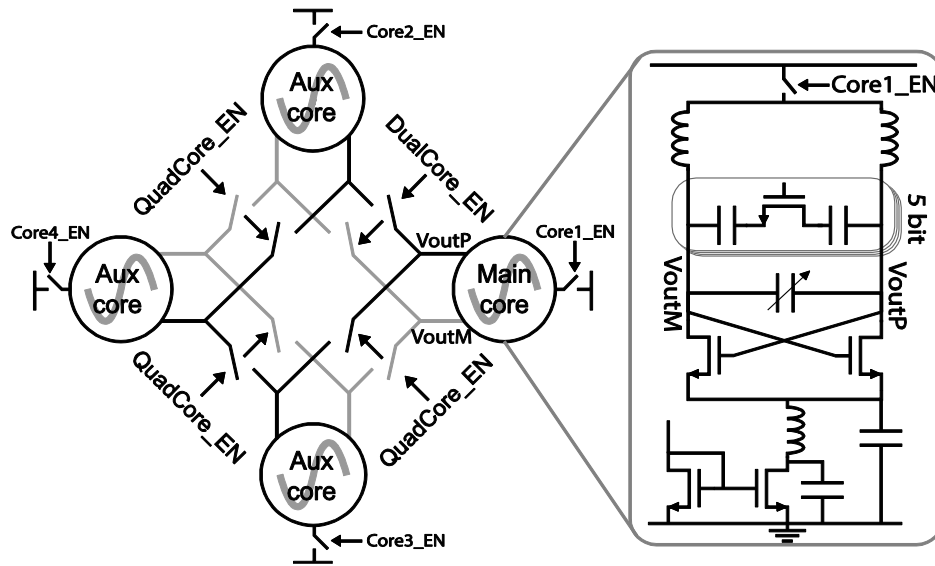 Core2_EN
Aux
core
QuadCore_EN
DualCore_EN
Core4_EN
Aux
core
VoutP
Main
core
Core1_EN
VoutM
QuadCore_EN
QuadCore_EN
Aux
core
Core3_EN
Core1_EN
5 bit
VoutM
VoutP